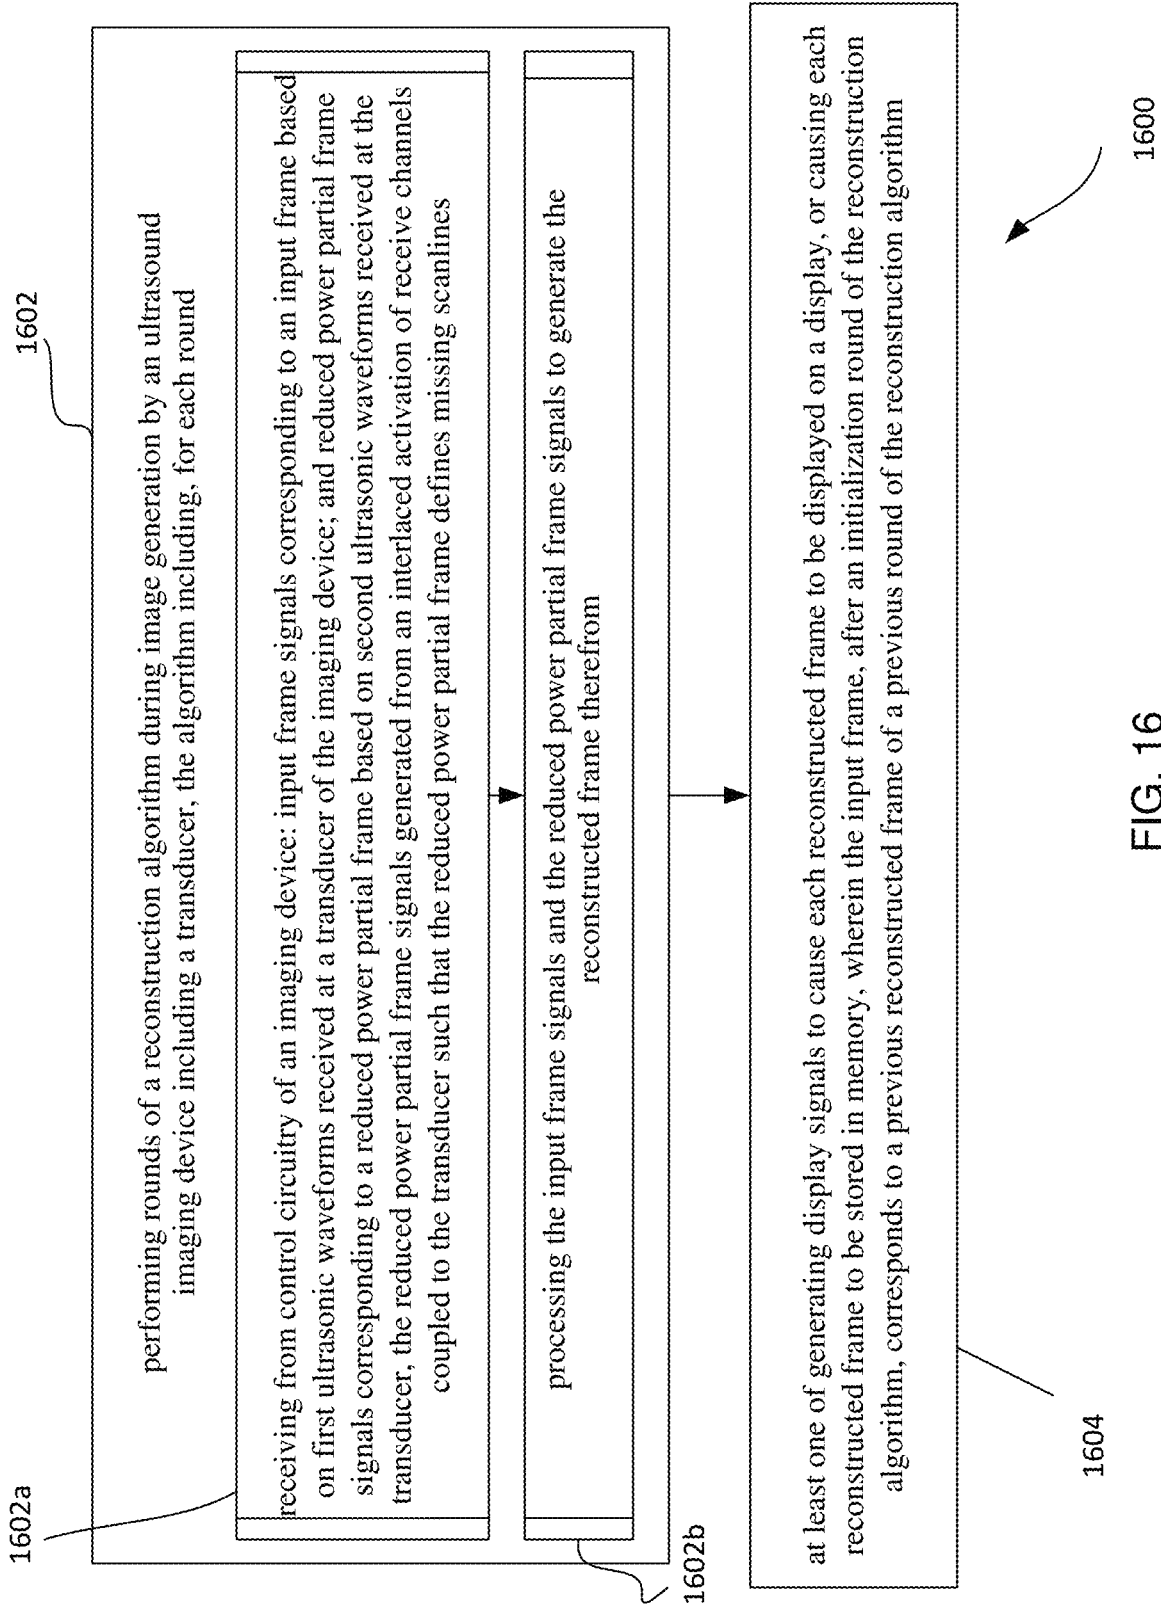 1602
performing rounds of a reconstruction algorithm during image generation by an ultrasound
imaging device including a transducer, the algorithm including, for each round
1602a
receiving from control circuitry of an imaging device: input frame signals corresponding to an input frame based
on first ultrasonic waveforms received at a transducer of the imaging device; and reduced power partial frame
signals corresponding to a reduced power partial frame based on second ultrasonic waveforms received at the
transducer, the reduced power partial frame signals generated from an interlaced activation of receive channels
coupled to the transducer such that the reduced power partial frame defines missing scanlines
processing the input frame signals and the reduced power partial frame signals to generate the
reconstructed frame therefrom
1602b
at least one of generating display signals to cause each reconstructed frame to be displayed on a display, or causing each
reconstructed frame to be stored in memory, wherein the input frame, after an initialization round of the reconstruction
algorithm, corresponds to a previous reconstructed frame of a previous round of the reconstruction algorithm
1604
1600
FIG. 16